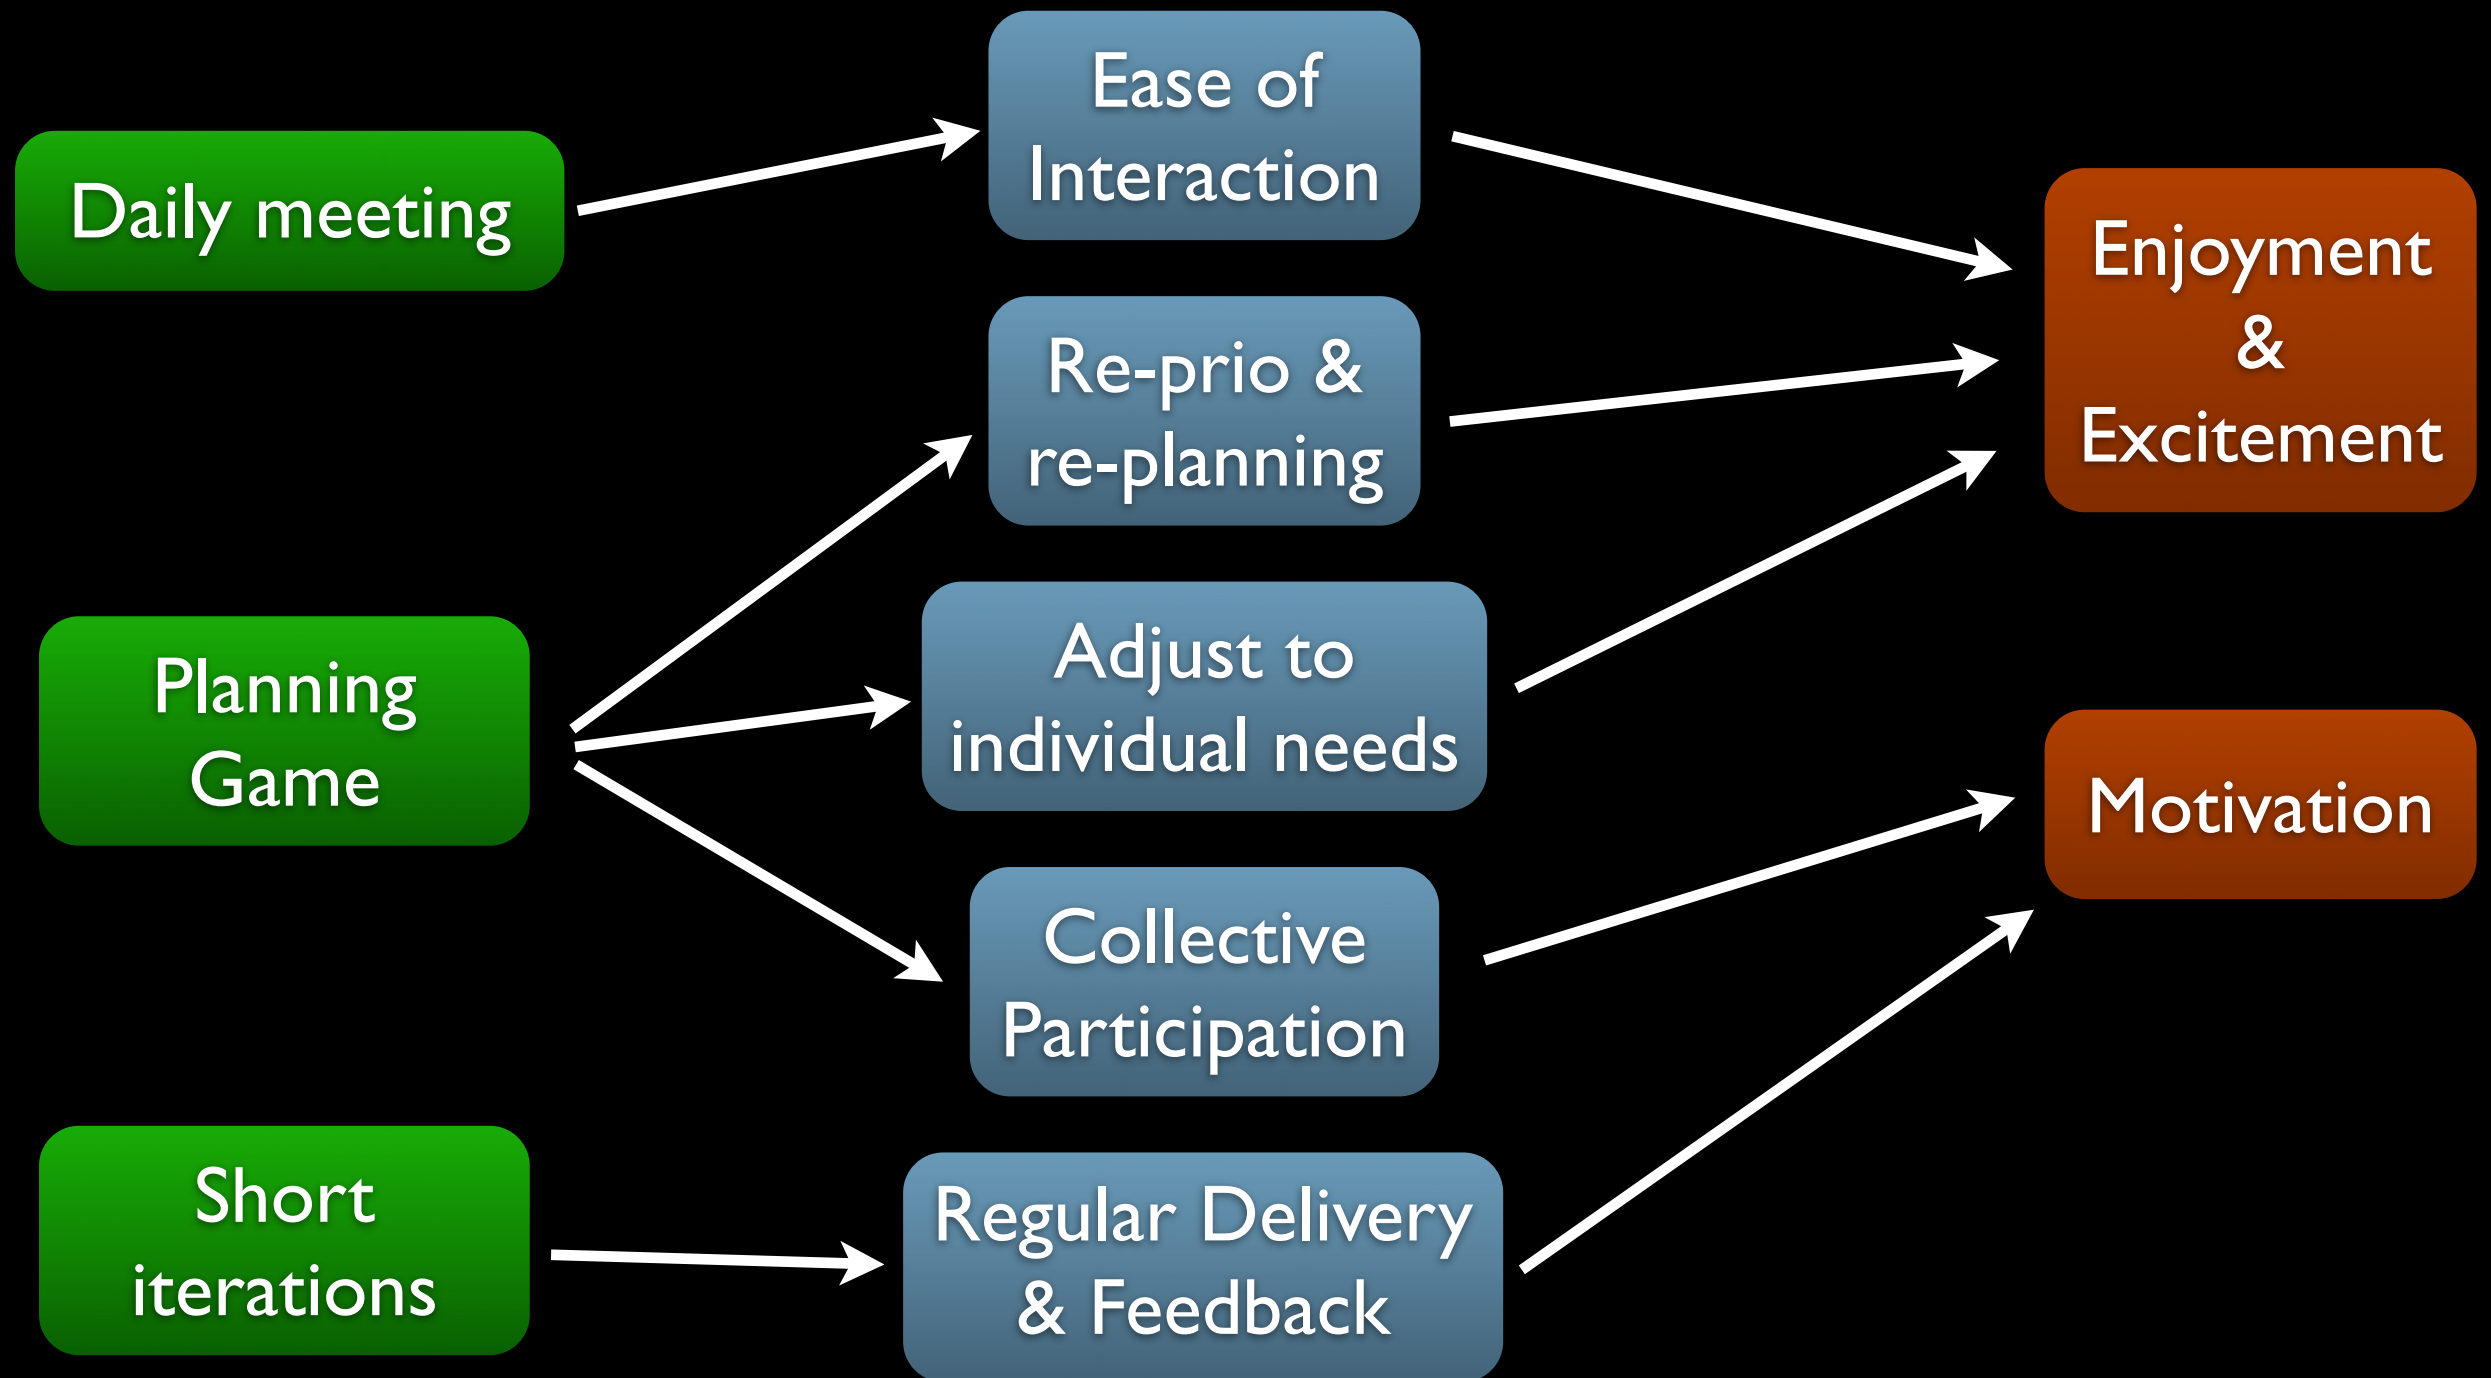 Daily meeting
Planning
Game
Short
iterations
Ease of
Interaction
Re-prio &
re-planning
Adjust to
individual needs
Collective
Participation
Regular Delivery
& Feedback
Enjoyment
&
Excitement
Motivation